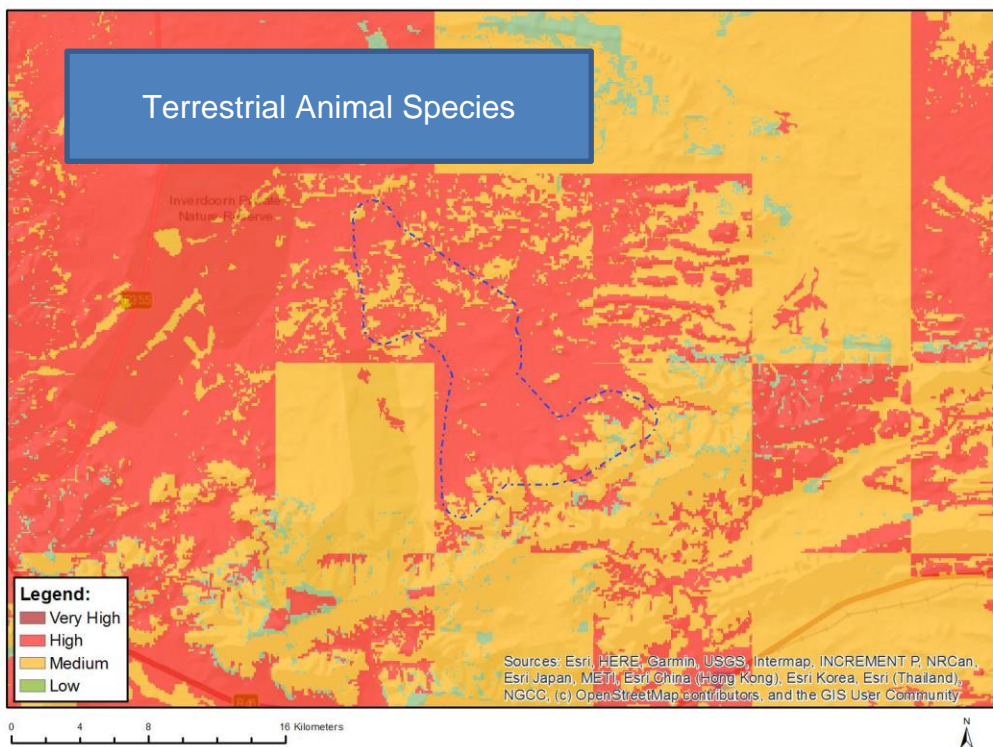 Terrestrial Animal Species
Nature Reserve
Legend:
Very High
High
Medium
Low
Sources: Esri, HERE, Garmin, USGS, Intermap, INCREMENT P, NRCan,
Esri Japan, METI, Esri China (Hong Kong), Esri Korea, Esri (Thailand),
NGCC, (c) OpenStreetMap contributors, and the GIS User Community
0 4 8 16 Kilometers
N